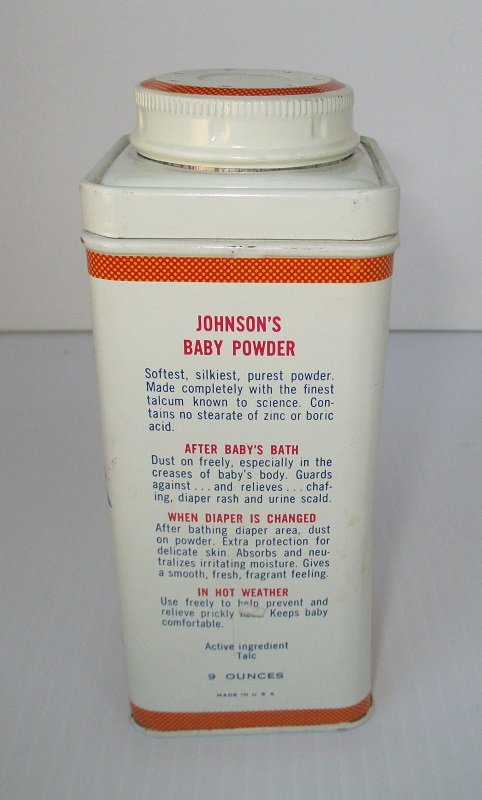 JOHNSON'S
BABY POWDER
Softest, silkiest, purest powder.
Made completely with the finest
talcum known to science. Con-
tains no stearate of zinc or boric
acid.
AFTER BABY'S BATH
Dust on freely, especially in the
creases of baby's body. Guards
against . . . and relieves . . . chaf-
ing, diaper rash and urine scald.
WHEN DIAPER IS CHANGED
After bathing diaper area, dust
on powder. Extra protection for
delicate skin. Absorbs and neu-
tralizes irritating moisture. Gives
a smooth, fresh, fragrant feeling.
IN HOT WEATHER
Use freely to help prevent and
relieve prickly Keeps baby
comfortable.
Active ingredient
Talc
9 OUNCES
MADE IN U S A